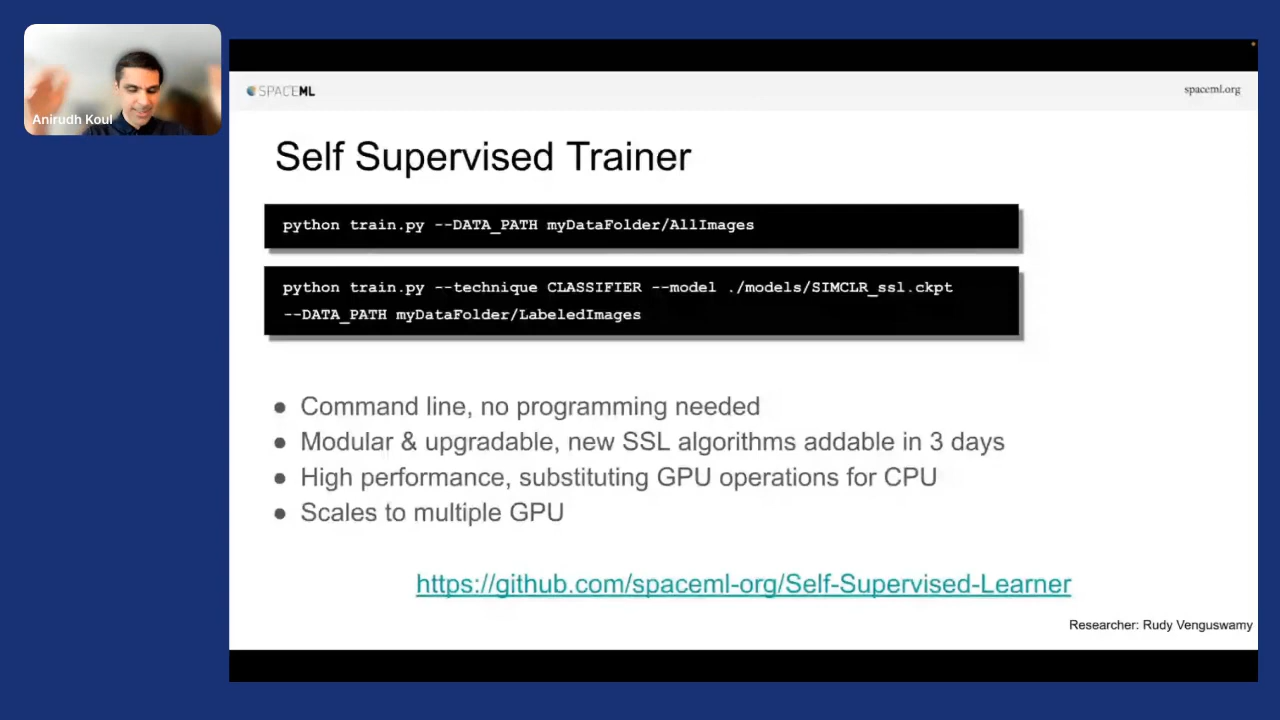 Anirudh Koul
SPACEML
spaceml.org
Self Supervised Trainer
python train.py --DATA_PATH myDataFolder/AllImages
python train.py --technique CLASSIFIER --model ./models/SIMCLR_ssl.ckpt
--DATA_PATH myDataFolder/LabeledImages
● Command line, no programming needed
● Modular & upgradable, new SSL algorithms addable in 3 days
● High performance, substituting GPU operations for CPU
● Scales to multiple GPU
https://github.com/spaceml-org/Self-Supervised-Learner
Researcher: Rudy Venguswamy